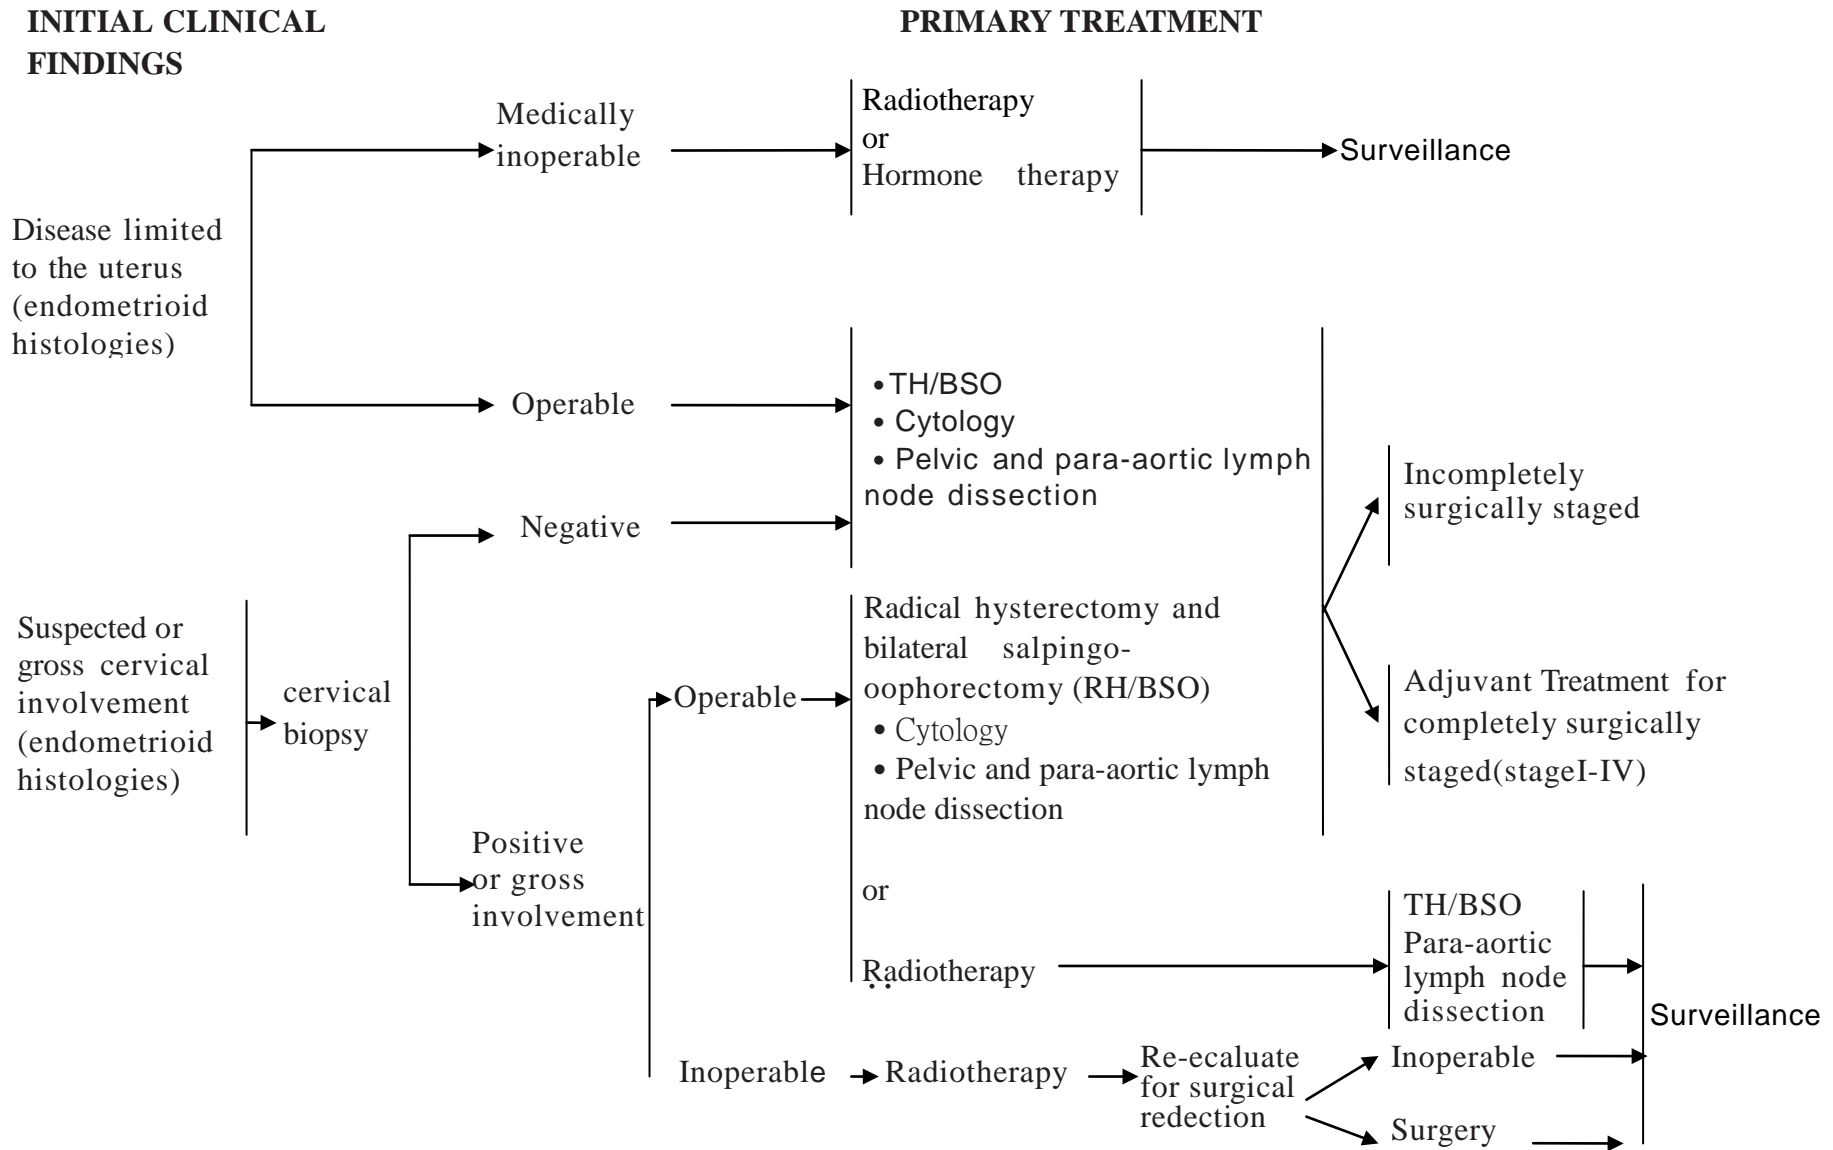 INITIAL CLINICAL
FINDINGS
PRIMARY TREATMENT
Medically
inoperable
Radiotherapy
or
Hormone therapy
Surveillance
Disease limited
to the uterus
(endometrioid
histologies)
Operable
•TH/BSO
• Cytology
• Pelvic and para-aortic lymph
node dissection
Negative
Incompletely
surgically staged
Suspected or
gross cervical
involvement
(endometrioid
histologies)
cervical
biopsy
Operable
Radical hysterectomy and
bilateral salpingo-
oophorectomy (RH/BSO)
• Cytology
• Pelvic and para-aortic lymph
node dissection
Adjuvant Treatment for
completely surgically
staged(stageI-IV)
Positive
or gross
involvement
or
Radiotherapy
TH/BSO
Para-aortic
lymph node
dissection
Surveillance
Inoperable
Radiotherapy
Re-ecaluate
for surgical
redection
Inoperable
Surgery